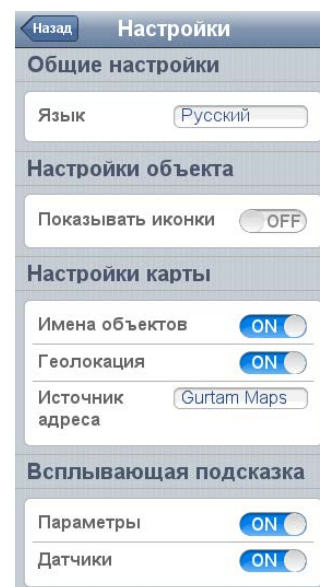 Назад Настройки
Общие настройки
Язык Русский
Настройки объекта
Показывать иконки OFF
Настройки карты
Имена объектов ON
Геолокация ON
Источник Gurtam Maps
адреса
Всплывающая подсказка
Параметры ON
Датчики ON